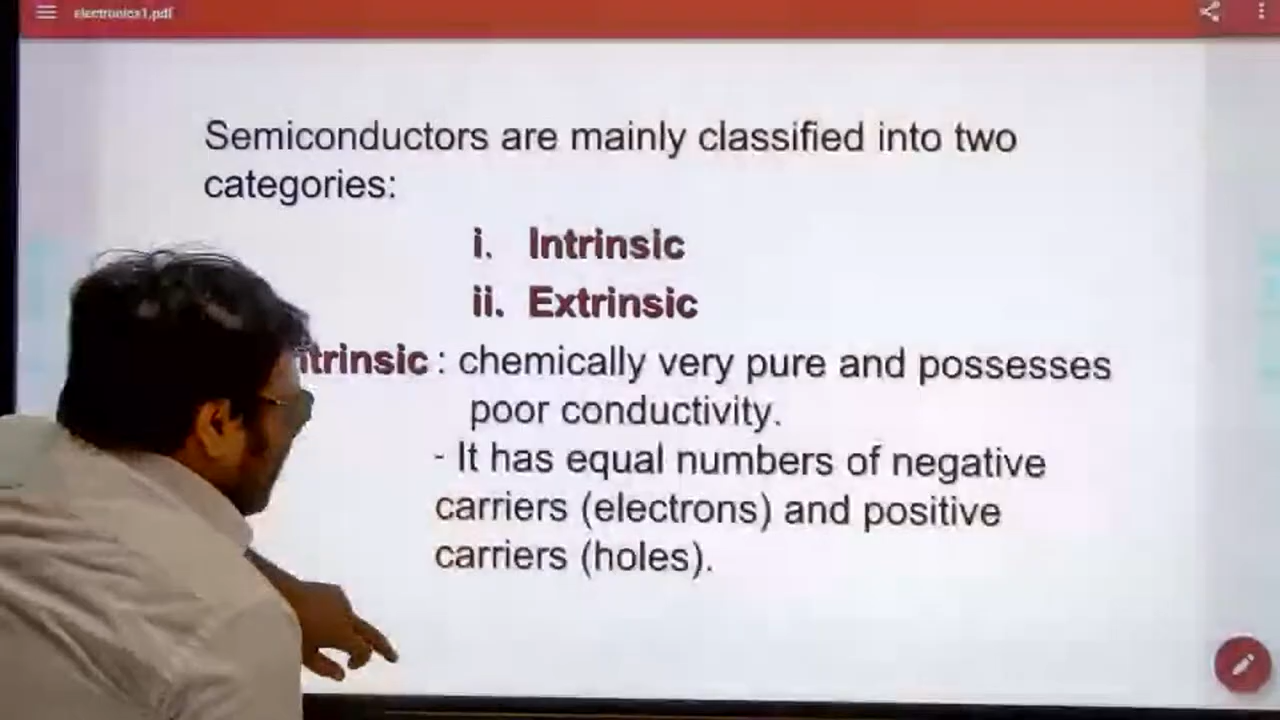 electronics1.pdf
Semiconductors are mainly classified into two
categories:
i. Intrinsic
ii. Extrinsic
ntrinsic : chemically very pure and possesses
poor conductivity.
- It has equal numbers of negative
carriers (electrons) and positive
carriers (holes).